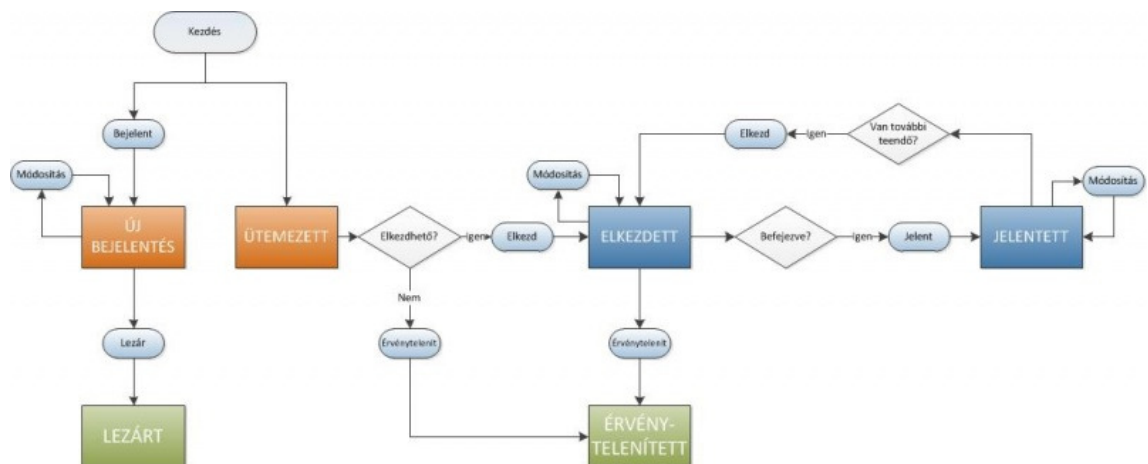 Kezdés
Bejelent
Módosítás
ÚJ
BEJELENTÉS
Lezár
LEZÁRT
ÜTEMEZETT
Elkezdhető?
Igen
Elkezd
Nem
Érvénytelenít
Módosítás
ELKEZDETT
Érvénytelenít
ÉRVÉNY-
TELENÍTETT
Befejezve?
Igen
Jelent
JELENTETT
Módosítás
Van további
teendő?
Igen
Elkezd